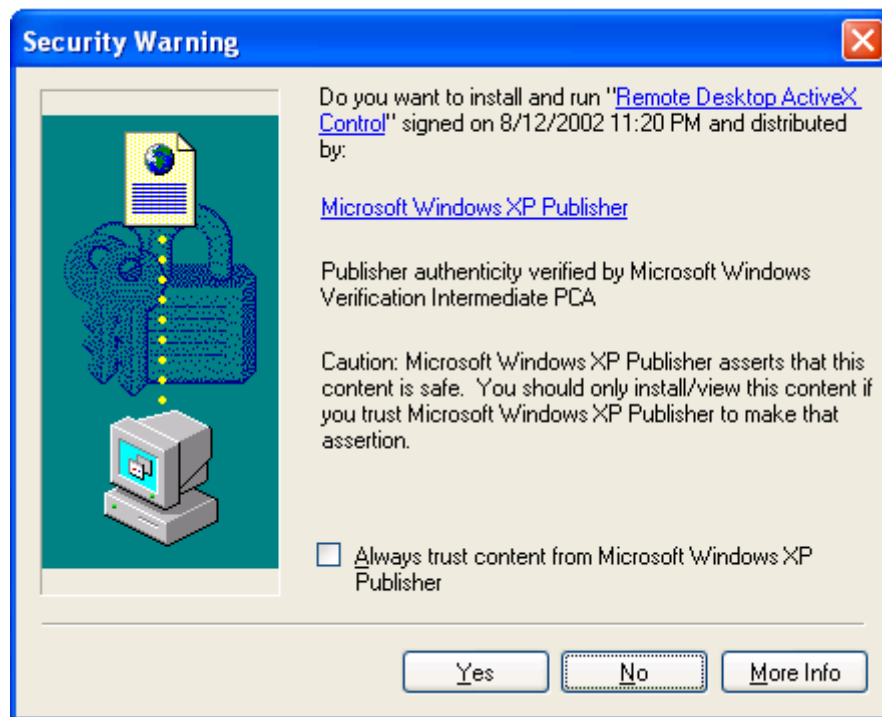 Security Warning
Do you want to install and run "Remote Desktop ActiveX
Control" signed on 8/12/2002 11:20 PM and distributed
by:
Microsoft Windows XP Publisher
Publisher authenticity verified by Microsoft Windows
Verification Intermediate PCA
Caution: Microsoft Windows XP Publisher asserts that this
content is safe.  You should only install/view this content if
you trust Microsoft Windows XP Publisher to make that
assertion.
Always trust content from Microsoft Windows XP
Publisher
Yes
No
More Info